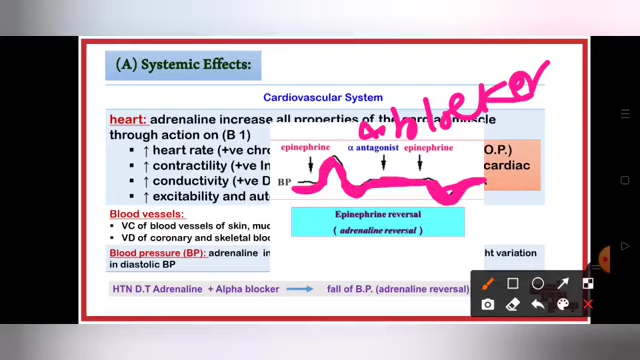 (A) Systemic Effects:
Cardiovascular System
heart: adrenaline increase all properties of the cardiac muscle
through action on (B 1)
↑ heart rate (+ve chro
O.P.)
↑ contractility (+ve In
cardiac
↑ conductivity (+ve D
↑ excitability and aut
α blocker
epinephrine
α antagonist
epinephrine
BP
Epinephrine reversal
( adrenaline reversal )
Blood vessels:
VC of blood vessels of skin, muc
VD of coronary and skeletal bloo
Blood pressure (BP): adrenaline in
ht variation
in diastolic BP
HTN D.T Adrenaline + Alpha blocker
fall of B.P. (adrenaline reversal)